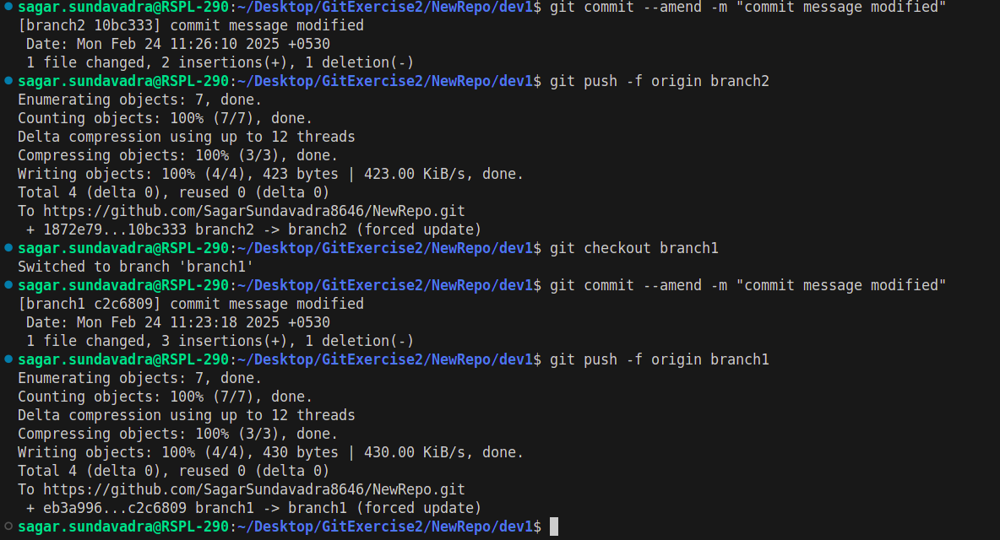 sagar.sundavadra@RSPL-290:~/Desktop/GitExercise2/NewRepo/dev1$ git commit --amend -m "commit message modified"
[branch2 10bc333] commit message modified
 Date: Mon Feb 24 11:26:10 2025 +0530
 1 file changed, 2 insertions(+), 1 deletion(-)
sagar.sundavadra@RSPL-290:~/Desktop/GitExercise2/NewRepo/dev1$ git push -f origin branch2
Enumerating objects: 7, done.
Counting objects: 100% (7/7), done.
Delta compression using up to 12 threads
Compressing objects: 100% (3/3), done.
Writing objects: 100% (4/4), 423 bytes | 423.00 KiB/s, done.
Total 4 (delta 0), reused 0 (delta 0)
To https://github.com/SagarSundavadra8646/NewRepo.git
 + 1872e79...10bc333 branch2 -> branch2 (forced update)
sagar.sundavadra@RSPL-290:~/Desktop/GitExercise2/NewRepo/dev1$ git checkout branch1
Switched to branch 'branch1'
sagar.sundavadra@RSPL-290:~/Desktop/GitExercise2/NewRepo/dev1$ git commit --amend -m "commit message modified"
[branch1 c2c6809] commit message modified
 Date: Mon Feb 24 11:23:18 2025 +0530
 1 file changed, 3 insertions(+), 1 deletion(-)
sagar.sundavadra@RSPL-290:~/Desktop/GitExercise2/NewRepo/dev1$ git push -f origin branch1
Enumerating objects: 7, done.
Counting objects: 100% (7/7), done.
Delta compression using up to 12 threads
Compressing objects: 100% (3/3), done.
Writing objects: 100% (4/4), 430 bytes | 430.00 KiB/s, done.
Total 4 (delta 0), reused 0 (delta 0)
To https://github.com/SagarSundavadra8646/NewRepo.git
 + eb3a996...c2c6809 branch1 -> branch1 (forced update)
sagar.sundavadra@RSPL-290:~/Desktop/GitExercise2/NewRepo/dev1$